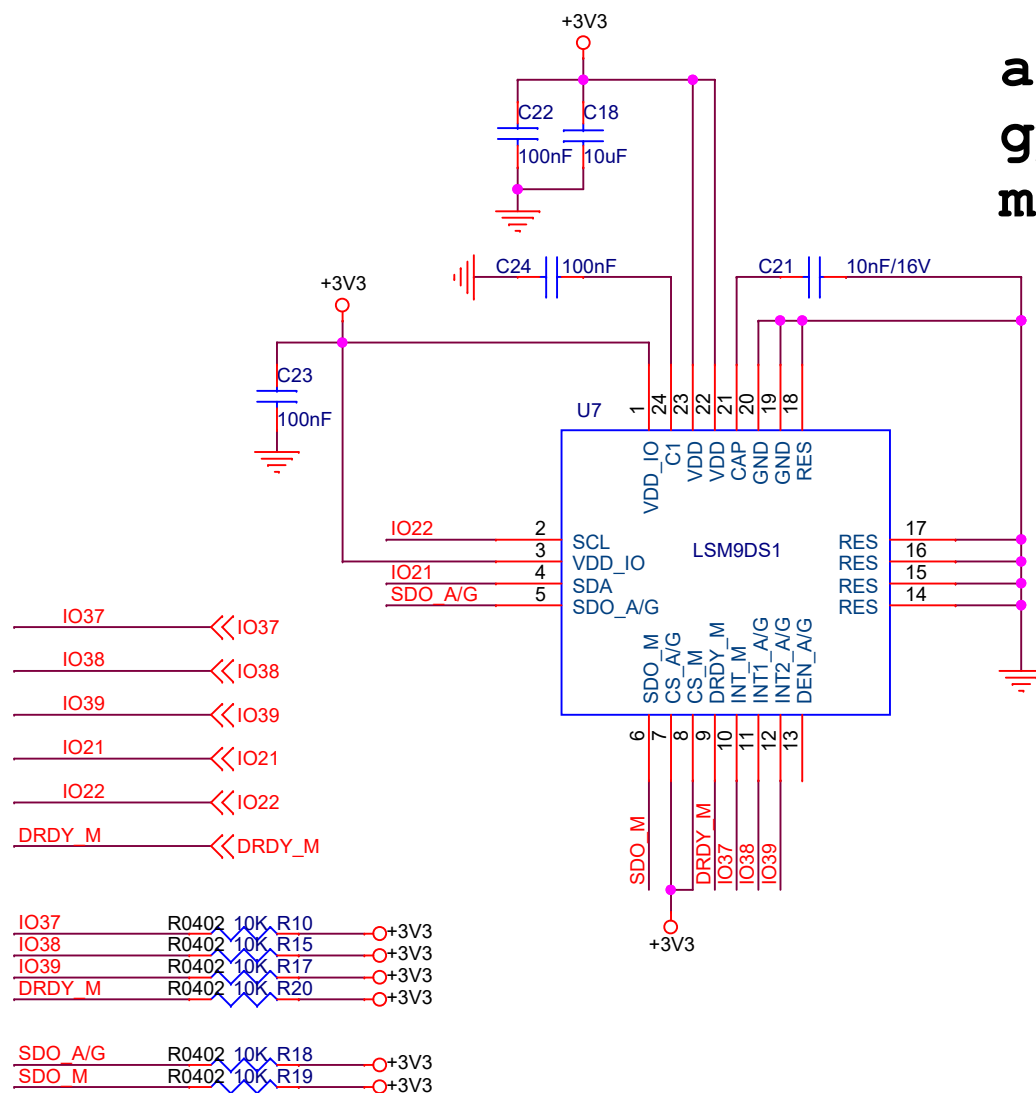 +3V3
a
g
m
C22
C18
100nF
10uF
C24
100nF
C21
10nF/16V
+3V3
C23
100nF
U7
1
24
23
22
21
20
19
18
VDD_IO
C1
VDD
VDD
CAP
GND
GND
RES
LSM9DS1
IO22
2
SCL
3
VDD_IO
IO21
4
SDA
SDO_A/G
5
SDO_A/G
RES
17
RES
16
RES
15
RES
14
SDO_M
CS_A/G
CS_M
DRDY_M
INT_M
INT1_A/G
INT2_A/G
DEN_A/G
6
7
8
9
10
11
12
13
SDO_M
DRDY_M
IO37
IO38
IO39
+3V3
IO37
IO37
IO38
IO38
IO39
IO39
IO21
IO21
IO22
IO22
DRDY_M
DRDY_M
IO37 R0402 10K R10 +3V3
IO38 R0402 10K R15 +3V3
IO39 R0402 10K R17 +3V3
DRDY_M R0402 10K R20 +3V3
SDO_A/G R0402 10K R18 +3V3
SDO_M R0402 10K R19 +3V3